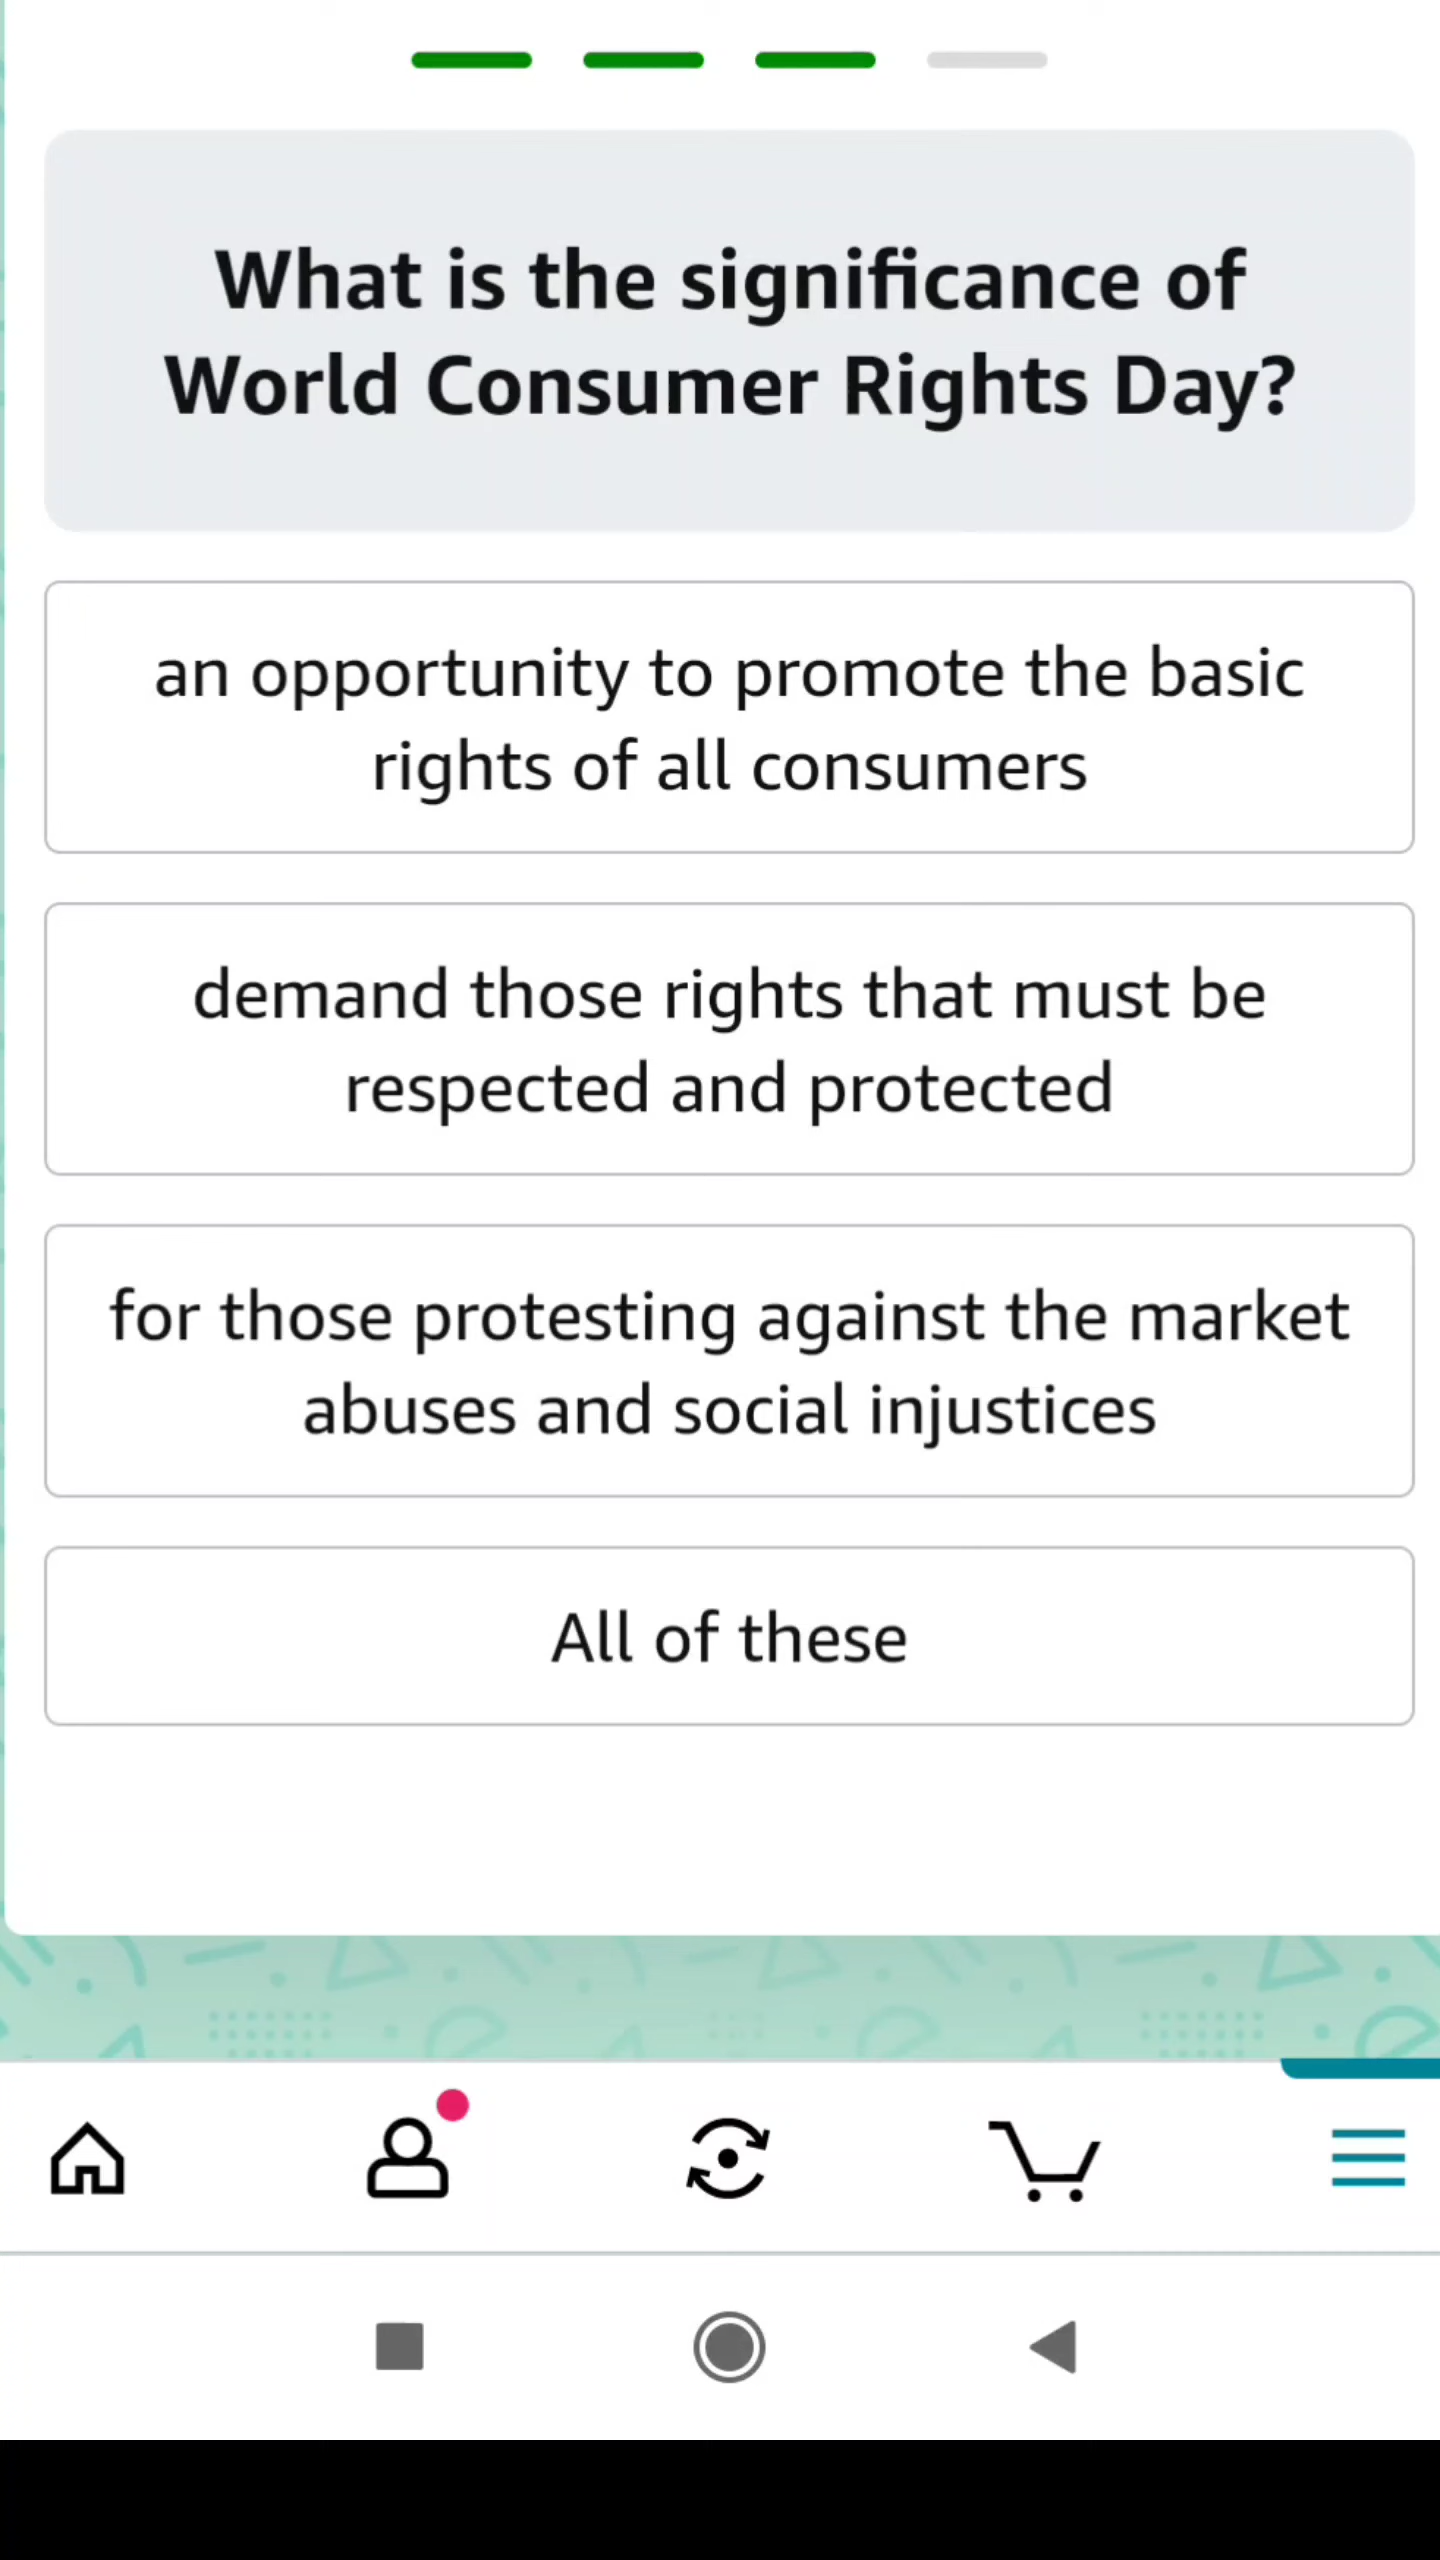 What is the significance of
World Consumer Rights Day?
an opportunity to promote the basic
rights of all consumers
demand those rights that must be
respected and protected
for those protesting against the market
abuses and social injustices
All of these